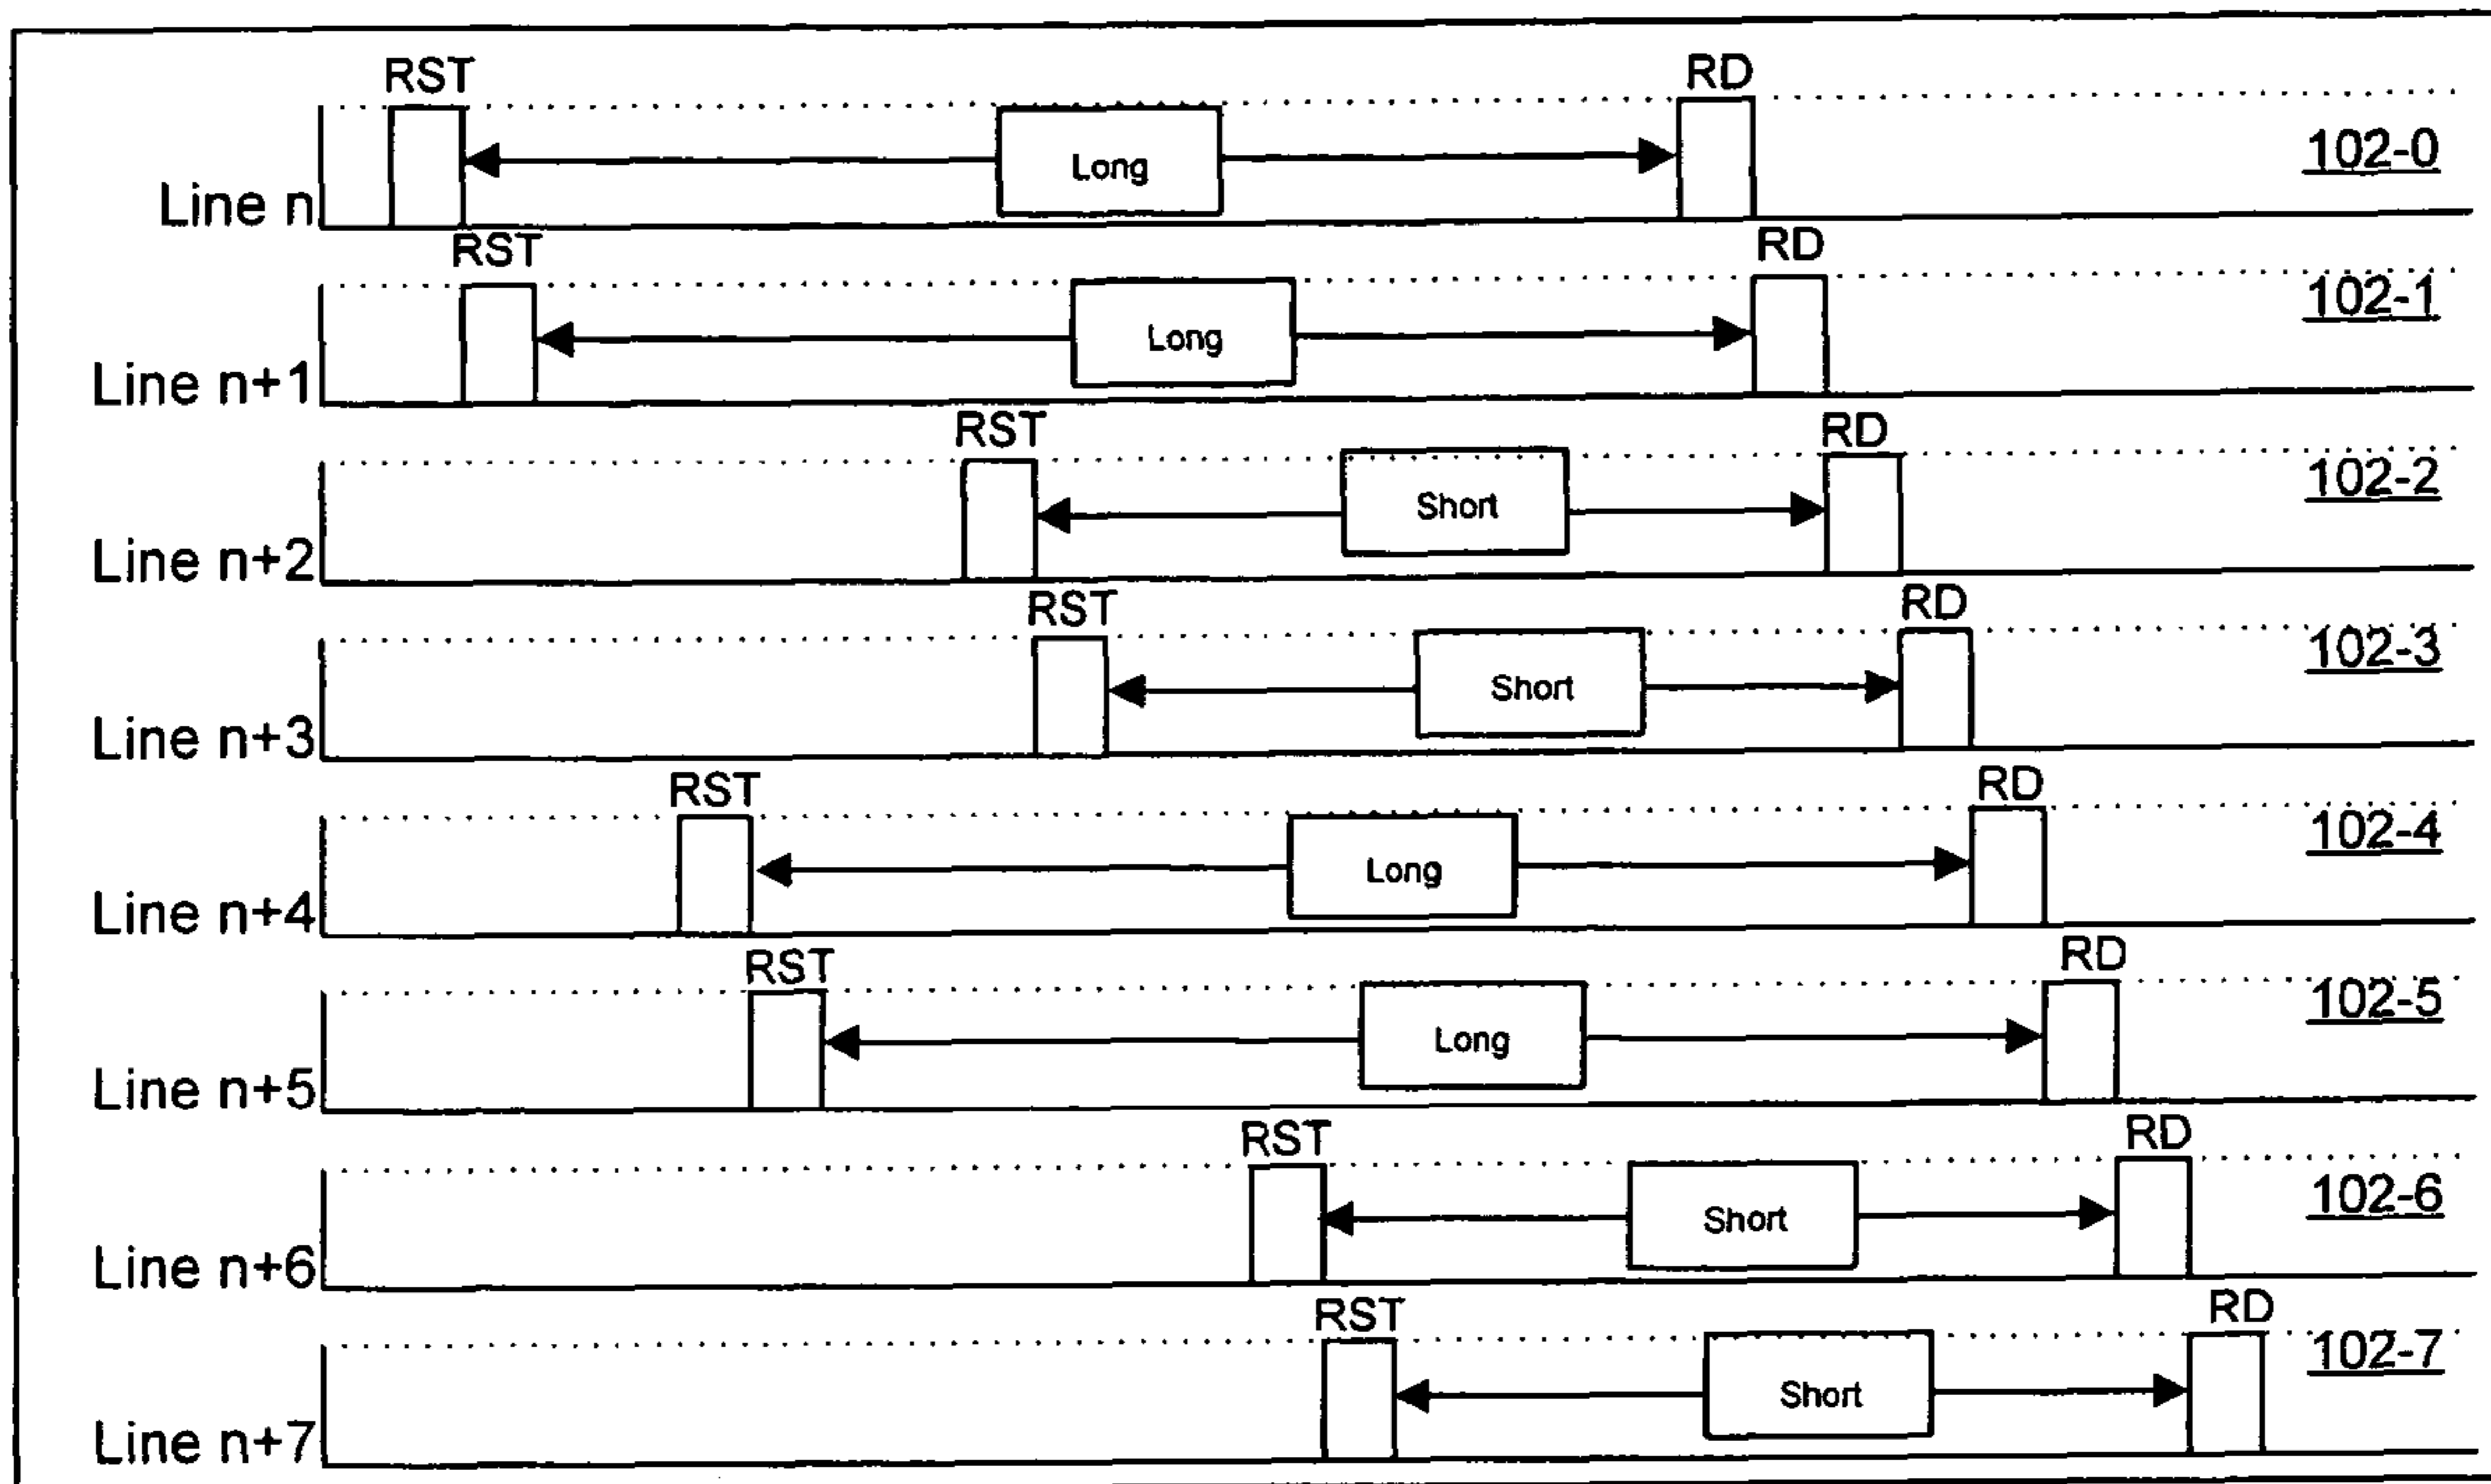 RST RD
Long 102-0
Line n
RST RD
Long 102-1
Line n+1
RST RD
Short 102-2
Line n+2
RST RD
Short 102-3
Line n+3
RST RD
Long 102-4
Line n+4
RST RD
Long 102-5
Line n+5
RST RD
Short 102-6
Line n+6
RST RD
Short 102-7
Line n+7